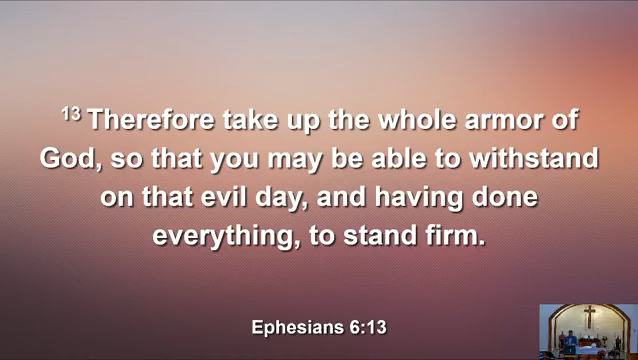 13 Therefore take up the whole armor of
God, so that you may be able to withstand
on that evil day, and having done
everything, to stand firm.
Ephesians 6:13